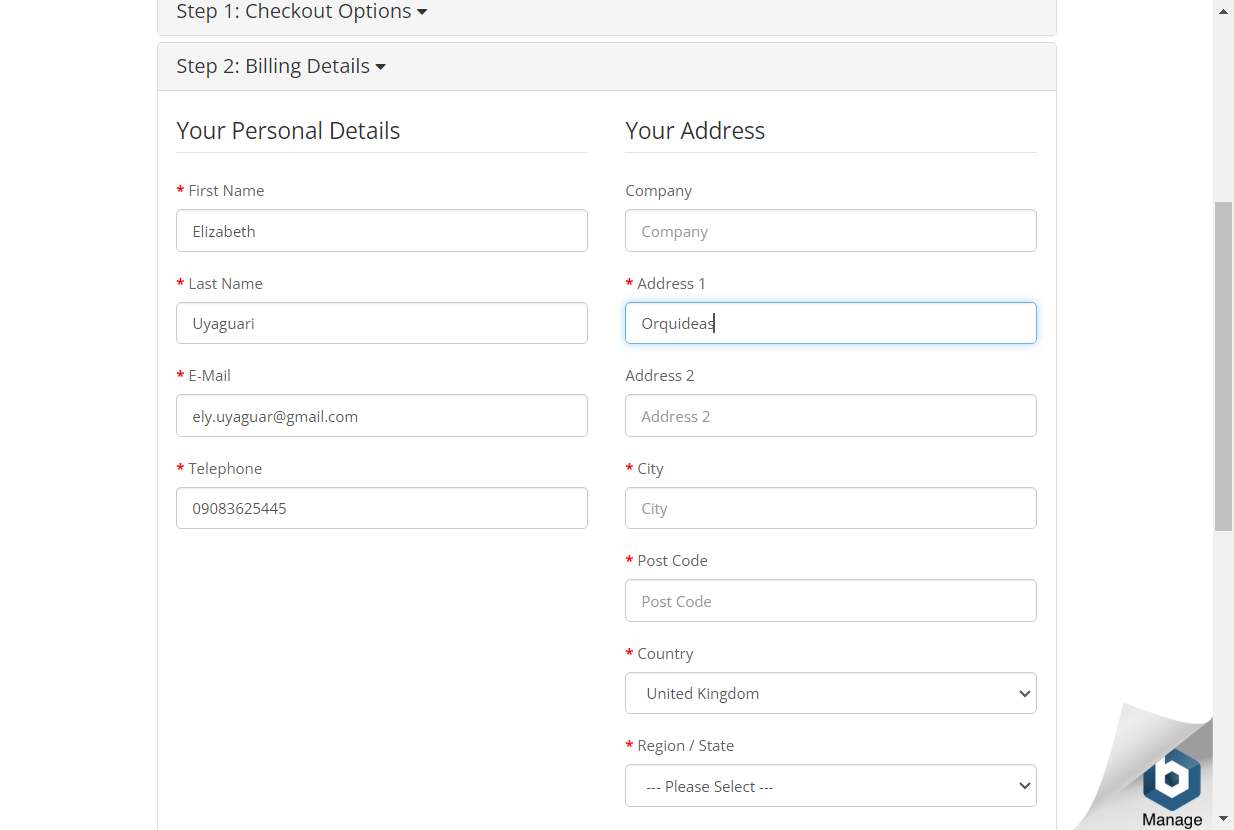 Step 1: Checkout Options
Step 2: Billing Details
Your Personal Details
* First Name
Elizabeth
* Last Name
Uyaguari
* E-Mail
ely.uyaguar@gmail.com
* Telephone
09083625445
Your Address
Company
Company
* Address 1
Orquideas
Address 2
Address 2
* City
City
* Post Code
Post Code
* Country
United Kingdom
* Region / State
--- Please Select ---
Manage